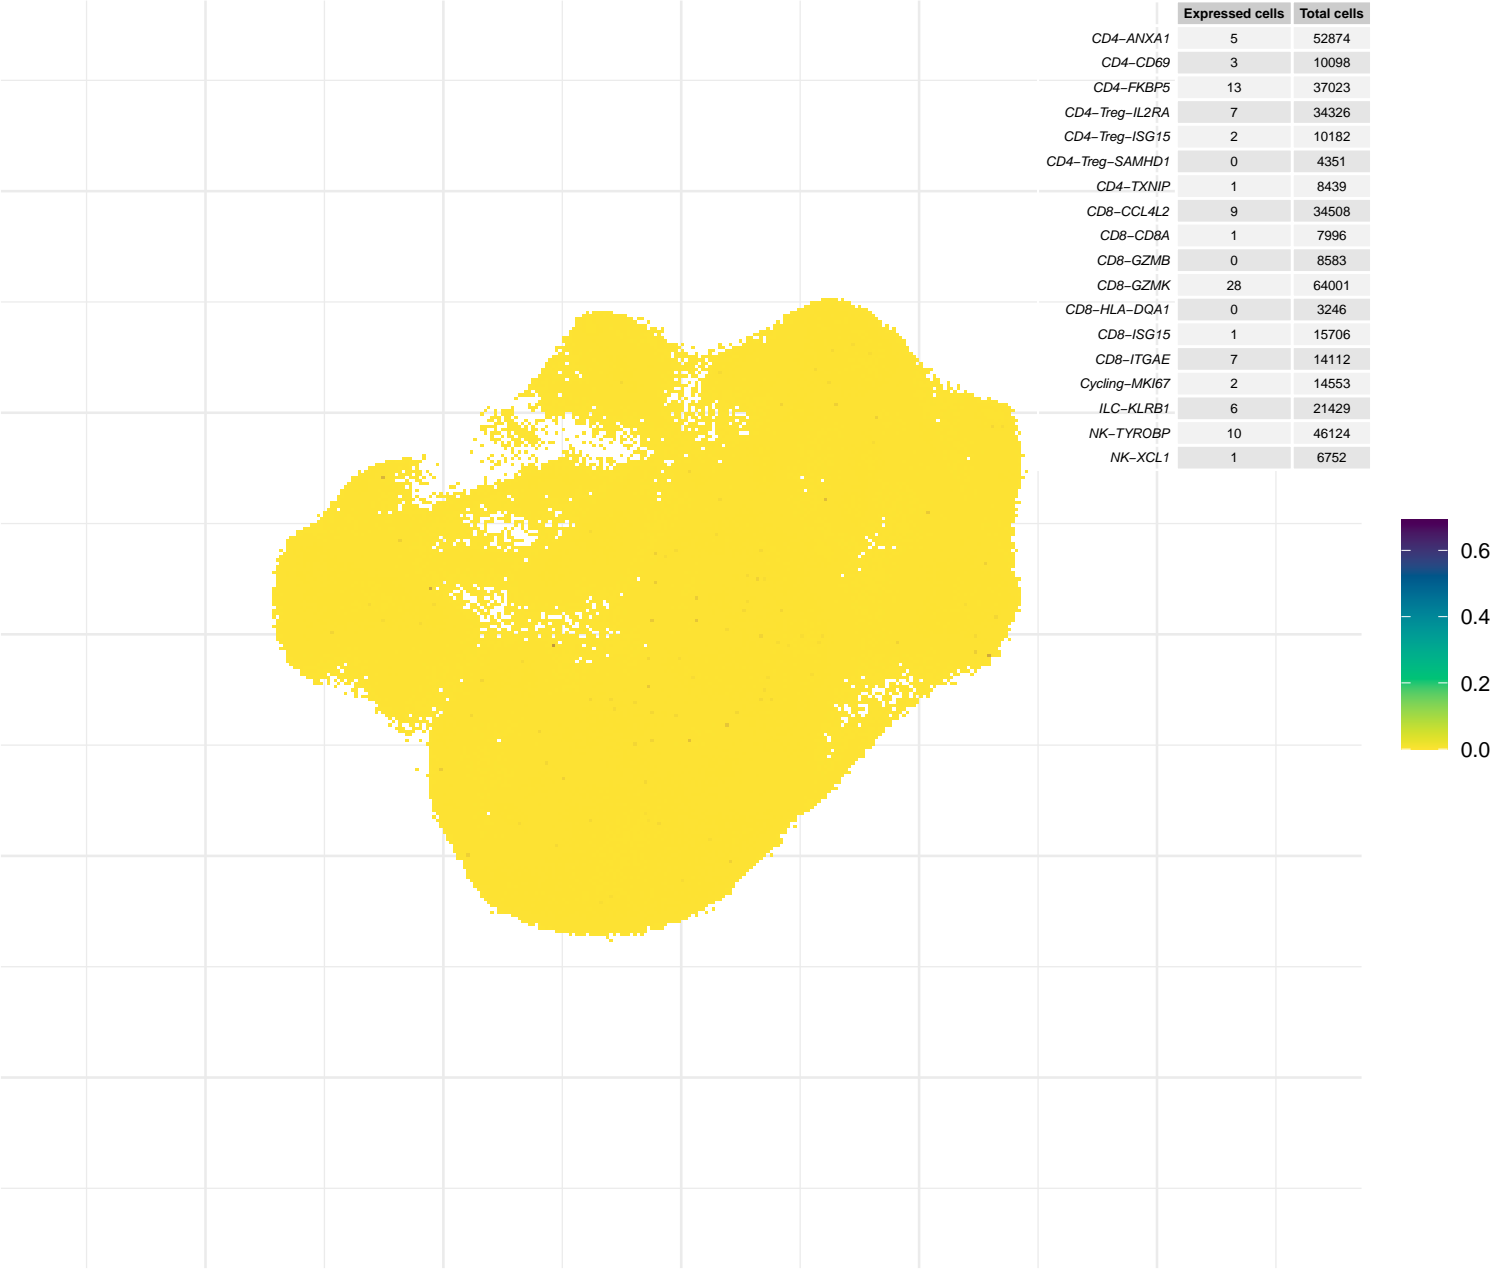 Expressed cells Total cells
CD4−ANXA1 5 52874
CD4−CD69 3 10098
CD4−FKBP5 13 37023
CD4−Treg−IL2RA 7 34326
CD4−Treg−ISG15 2 10182
CD4−Treg−SAMHD1 0 4351
CD4−TXNIP 1 8439
CD8−CCL4L2 9 34508
CD8−CD8A 1 7996
CD8−GZMB 0 8583
CD8−GZMK 28 64001
CD8−HLA−DQA1 0 3246
CD8−ISG15 1 15706
CD8−ITGAE 7 14112
Cycling−MKI67 2 14553
ILC−KLRB1 6 21429
NK−TYROBP 10 46124
NK−XCL1 1 6752
0.6
0.4
0.2
0.0